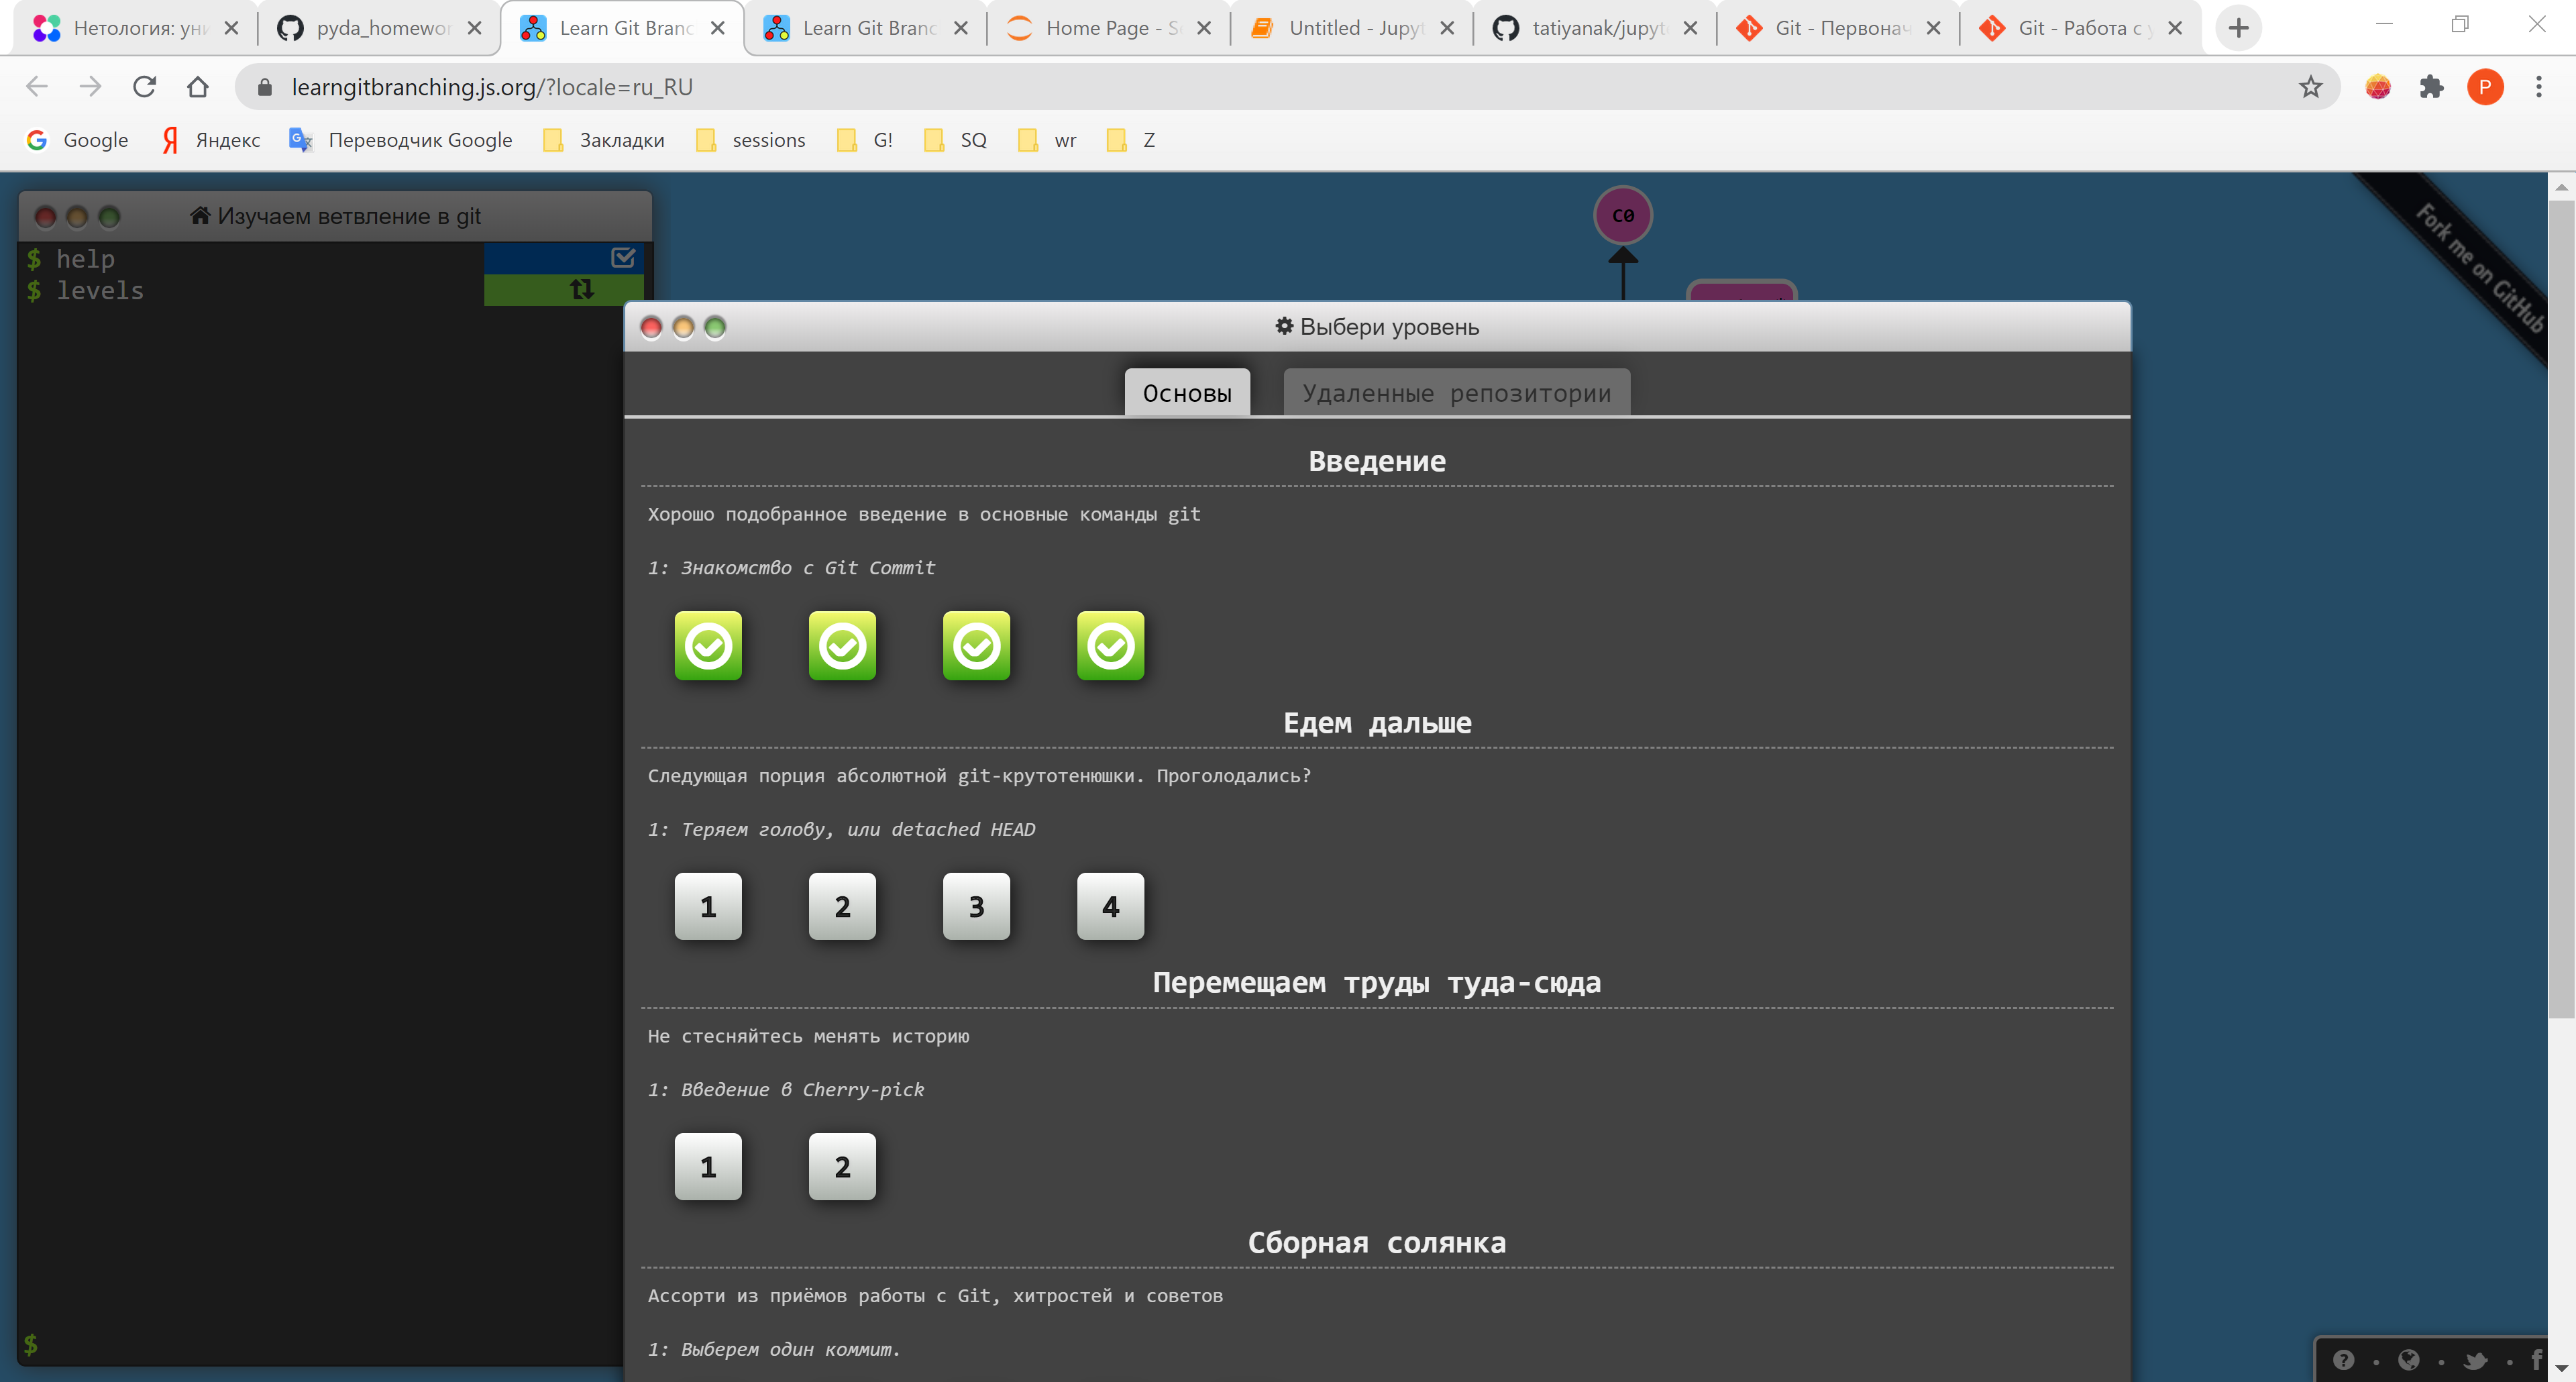 Нетология: уни
pyda_homewor
Learn Git Branc
Learn Git Branc
Home Page - S
Untitled - Jupyt
tatiyanak/jupyt
Git - Первонач
Git - Работа с у
learngitbranching.js.org/?locale=ru_RU
P
Google
Яндекс
Переводчик Google
Закладки
sessions
G!
SQ
wr
Z
Изучаем ветвление в git
$ help
$ levels
$
C0
Fork me on GitHub
Выбери уровень
Основы
Удаленные репозитории
Введение
Хорошо подобранное введение в основные команды git
1: Знакомство с Git Commit
Едем дальше
Следующая порция абсолютной git-крутотенюшки. Проголодались?
1: Теряем голову, или detached HEAD
1 2 3 4
Перемещаем труды туда-сюда
Не стесняйтесь менять историю
1: Введение в Cherry-pick
1 2
Сборная солянка
Ассорти из приёмов работы с Git, хитростей и советов
1: Выберем один коммит.